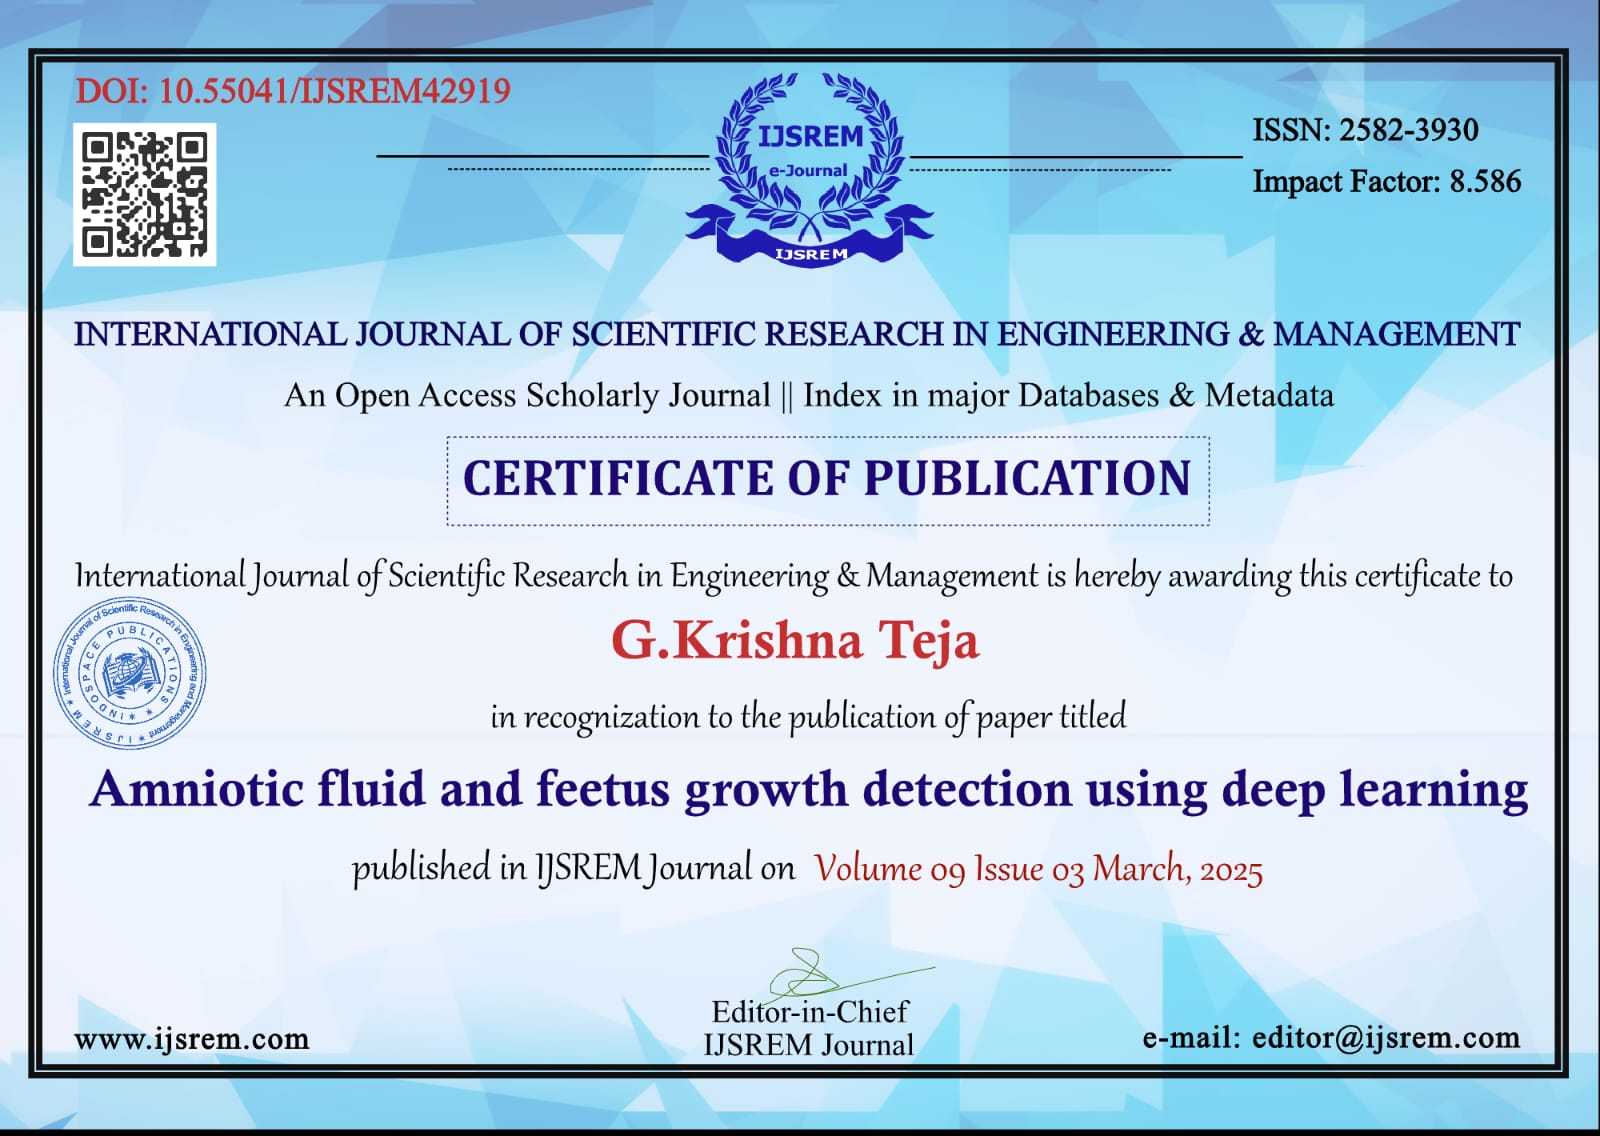 DOI: 10.55041/IJSREM42919
IJSREM
e-Journal
IJSREM
ISSN: 2582-3930
Impact Factor: 8.586
INTERNATIONAL JOURNAL OF SCIENTIFIC RESEARCH IN ENGINEERING & MANAGEMENT
An Open Access Scholarly Journal || Index in major Databases & Metadata
CERTIFICATE OF PUBLICATION
International Journal of Scientific Research in Engineering & Management is hereby awarding this certificate to
G.Krishna Teja
International Journal of Scientific Research in Engineering and Management
IJSREM
INDOSPACE PUBLICATIONS
in recognization to the publication of paper titled
Amniotic fluid and feetus growth detection using deep learning
published in IJSREM Journal on Volume 09 Issue 03 March, 2025
Editor-in-Chief
IJSREM Journal
www.ijsrem.com
e-mail: editor@ijsrem.com